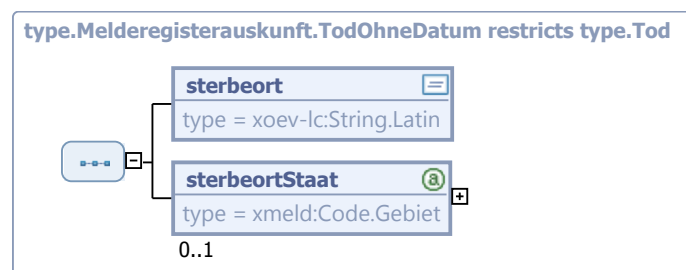 type.Melderegisterauskunft.TodOhneDatum restricts type.Tod
sterbeort
type = xoev-lc:String.Latin
sterbeortStaat
type = xmeld:Code.Gebiet
0..1